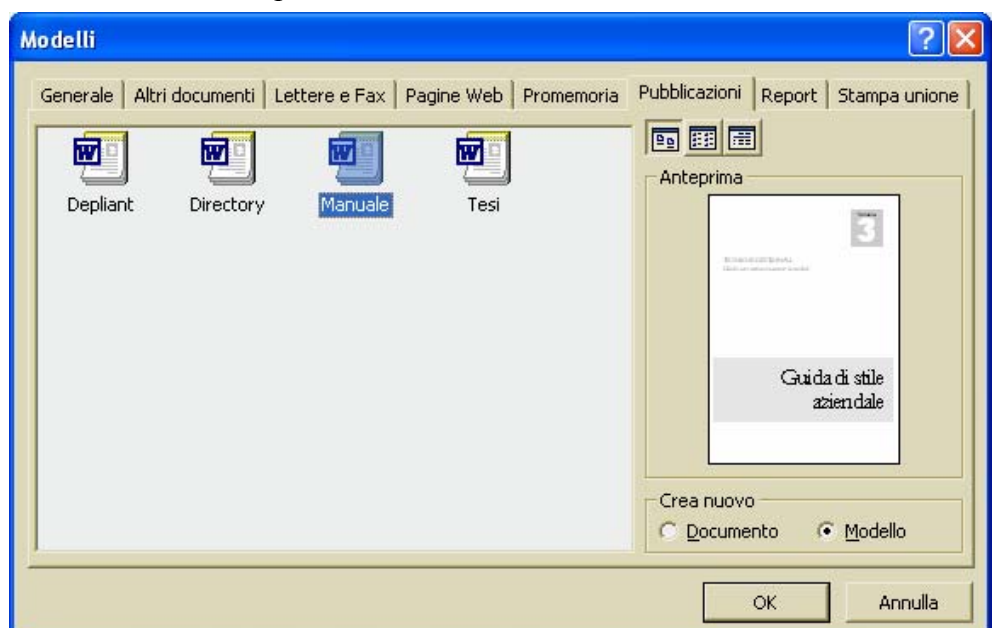 Modelli
Generale Altri documenti Lettere e Fax Pagine Web Promemoria Pubblicazioni Report Stampa unione
Depliant Directory Manuale Tesi
Anteprima
3
Guida di stile
aziendale
Crea nuovo
Documento Modello
OK Annulla